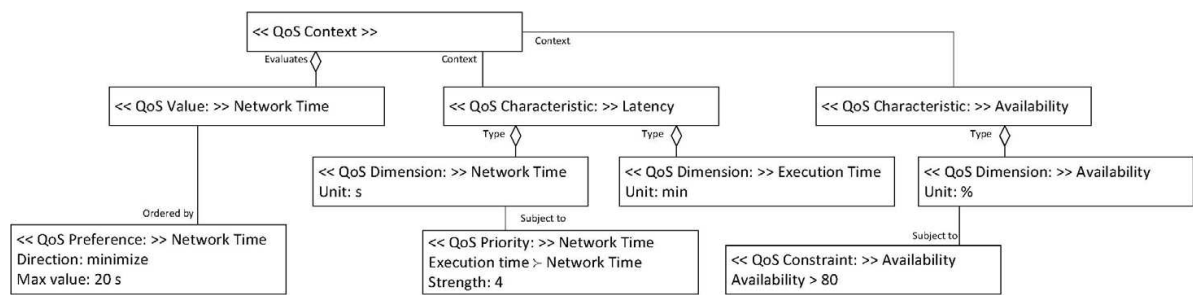 << QoS Context >>
Evaluates
Context
Context
<< QoS Value: >> Network Time
<< QoS Characteristic: >> Latency
<< QoS Characteristic: >> Availability
Type
Type
Type
<< QoS Dimension: >> Network Time
Unit: s
<< QoS Dimension: >> Execution Time
Unit: min
<< QoS Dimension: >> Availability
Unit: %
Ordered by
Subject to
Subject to
<< QoS Preference: >> Network Time
Direction: minimize
Max value: 20 s
<< QoS Priority: >> Network Time
Execution time ≻ Network Time
Strength: 4
<< QoS Constraint: >> Availability
Availability > 80